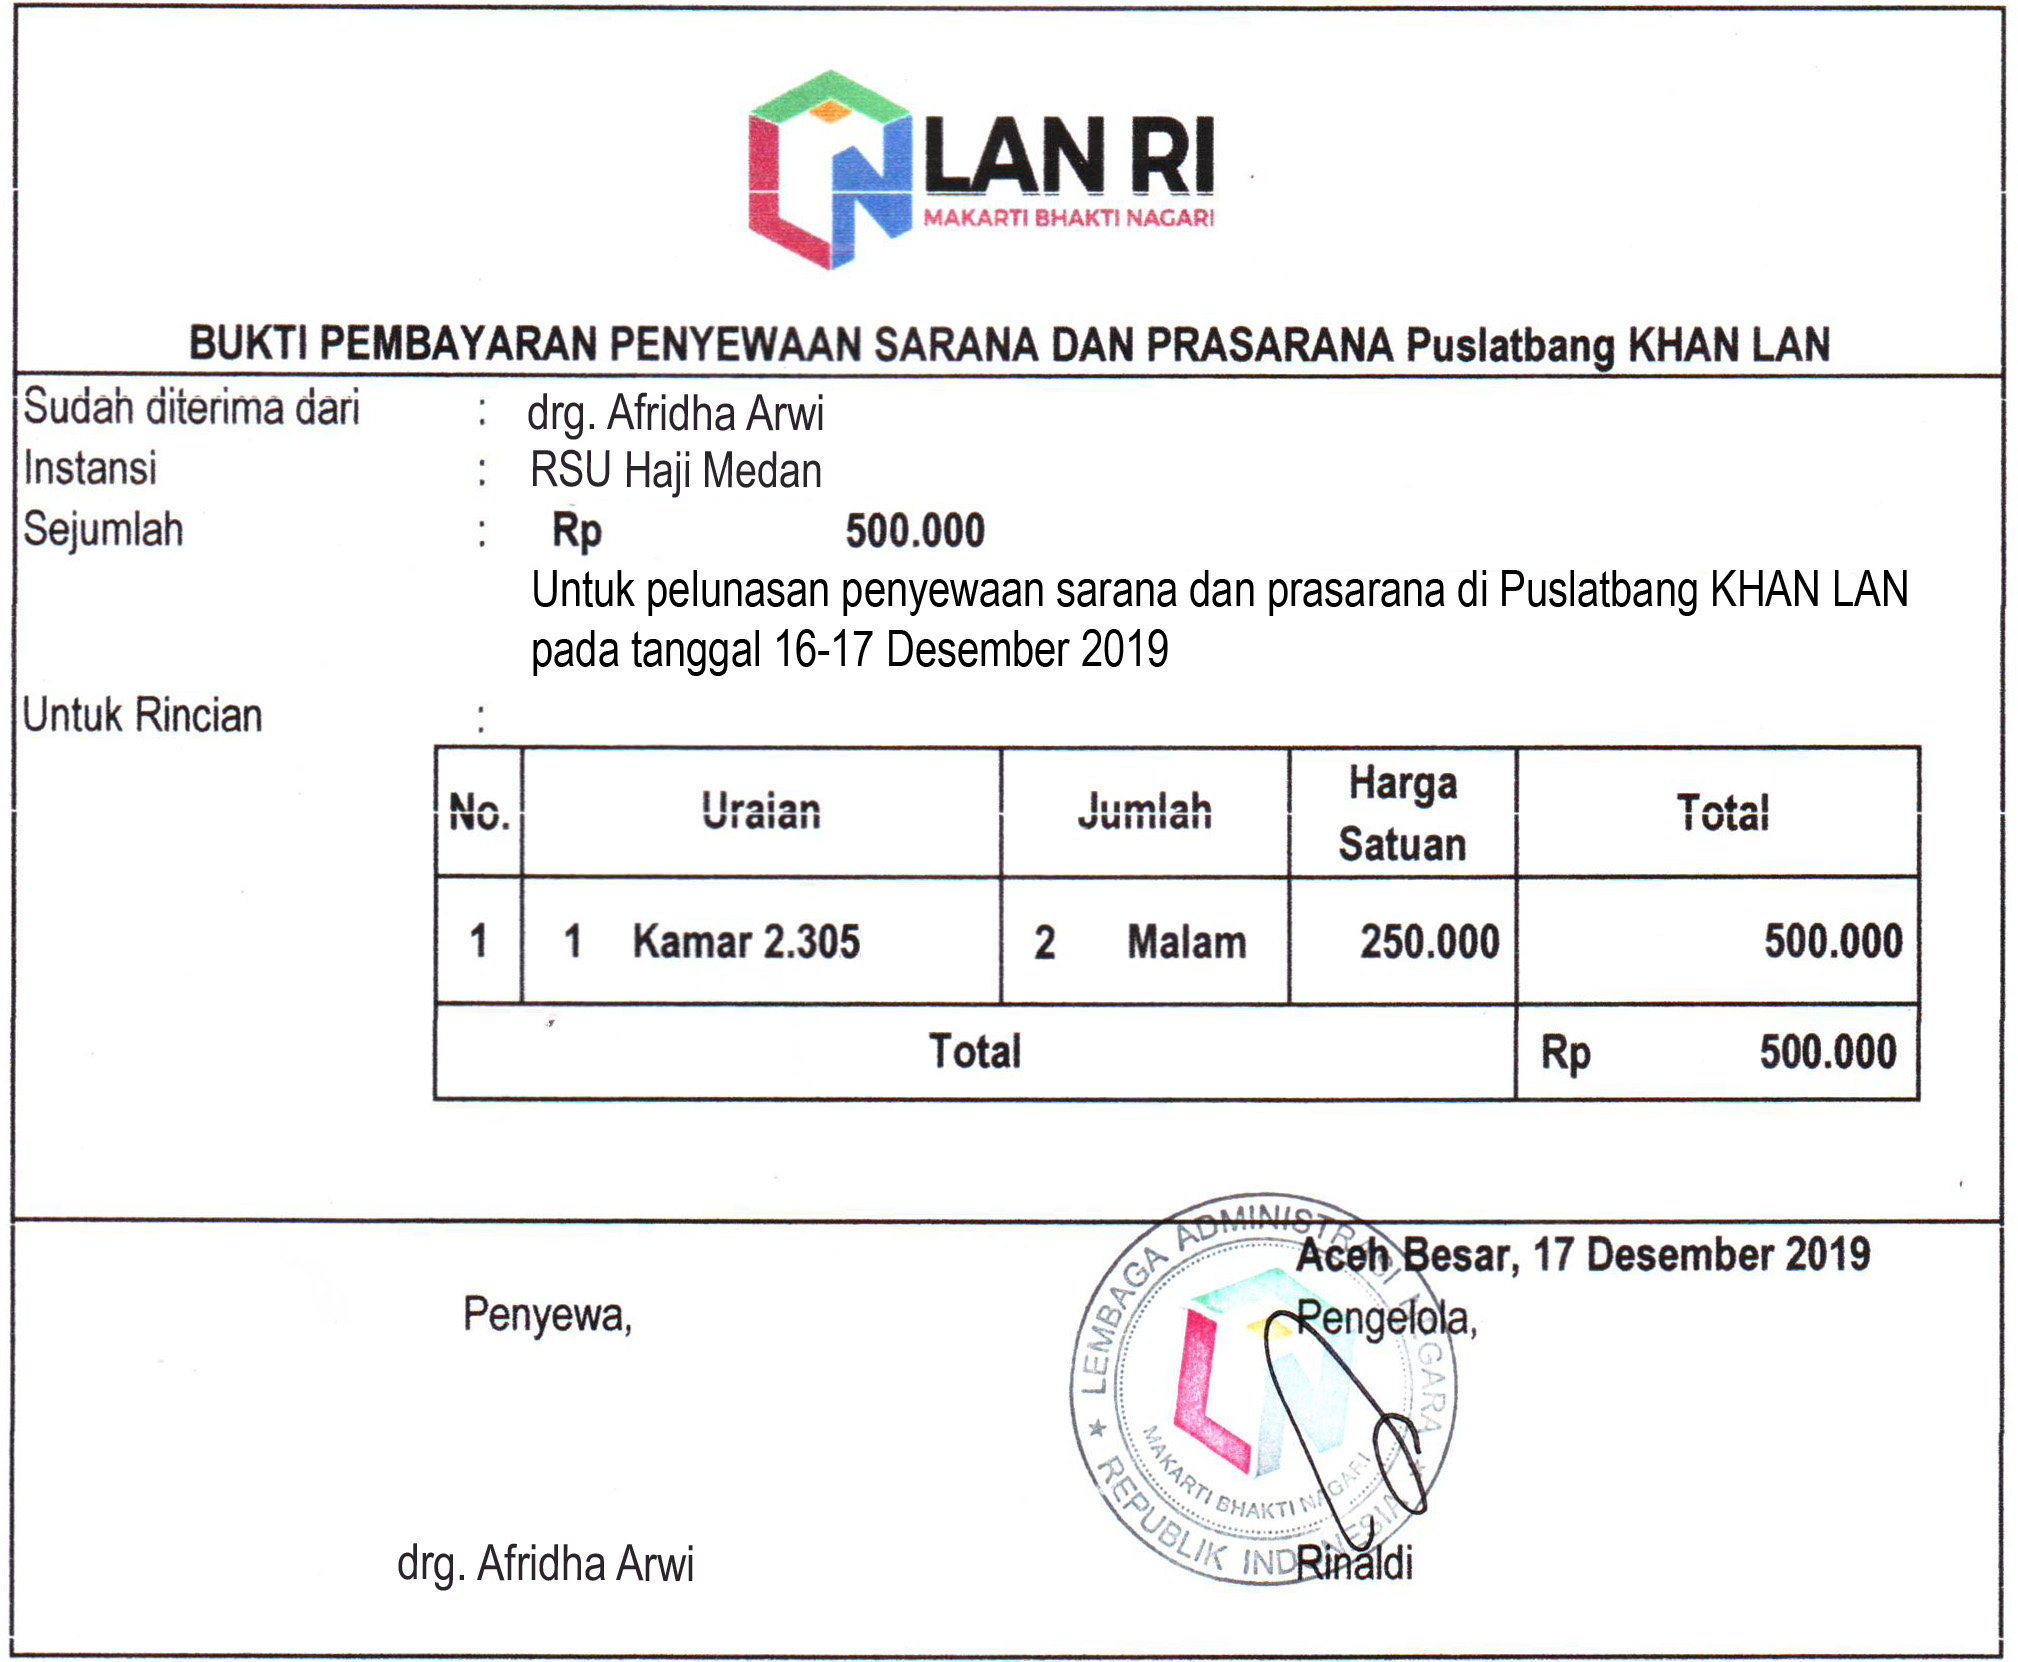 LAN RI
MAKARTI BHAKTI NAGARI
BUKTI PEMBAYARAN PENYEWAAN SARANA DAN PRASARANA Puslatbang KHAN LAN
Sudah diterima dari : drg. Afridha Arwi
Instansi : RSU Haji Medan
Sejumlah : Rp 500.000
Untuk pelunasan penyewaan sarana dan prasarana di Puslatbang KHAN LAN
pada tanggal 16-17 Desember 2019
Untuk Rincian :
No. Uraian Jumlah Harga Satuan Total
1 1 Kamar 2.305 2 Malam 250.000 500.000
Total Rp 500.000
Aceh Besar, 17 Desember 2019
Penyewa, Pengelola,
LEMBAGA ADMINISTRASI NEGARA
MAKARTI BHAKTI NAGARI
REPUBLIK INDONESIA
drg. Afridha Arwi Rinaldi